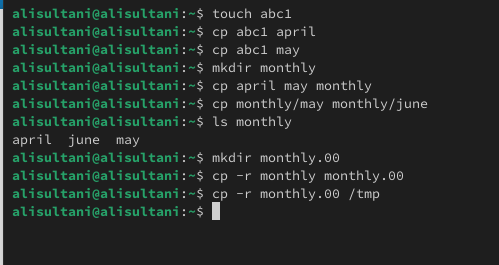 alisultani@alisultani:~$ touch abc1
alisultani@alisultani:~$ cp abc1 april
alisultani@alisultani:~$ cp abc1 may
alisultani@alisultani:~$ mkdir monthly
alisultani@alisultani:~$ cp april may monthly
alisultani@alisultani:~$ cp monthly/may monthly/june
alisultani@alisultani:~$ ls monthly
april  june  may
alisultani@alisultani:~$ mkdir monthly.00
alisultani@alisultani:~$ cp -r monthly monthly.00
alisultani@alisultani:~$ cp -r monthly.00 /tmp
alisultani@alisultani:~$